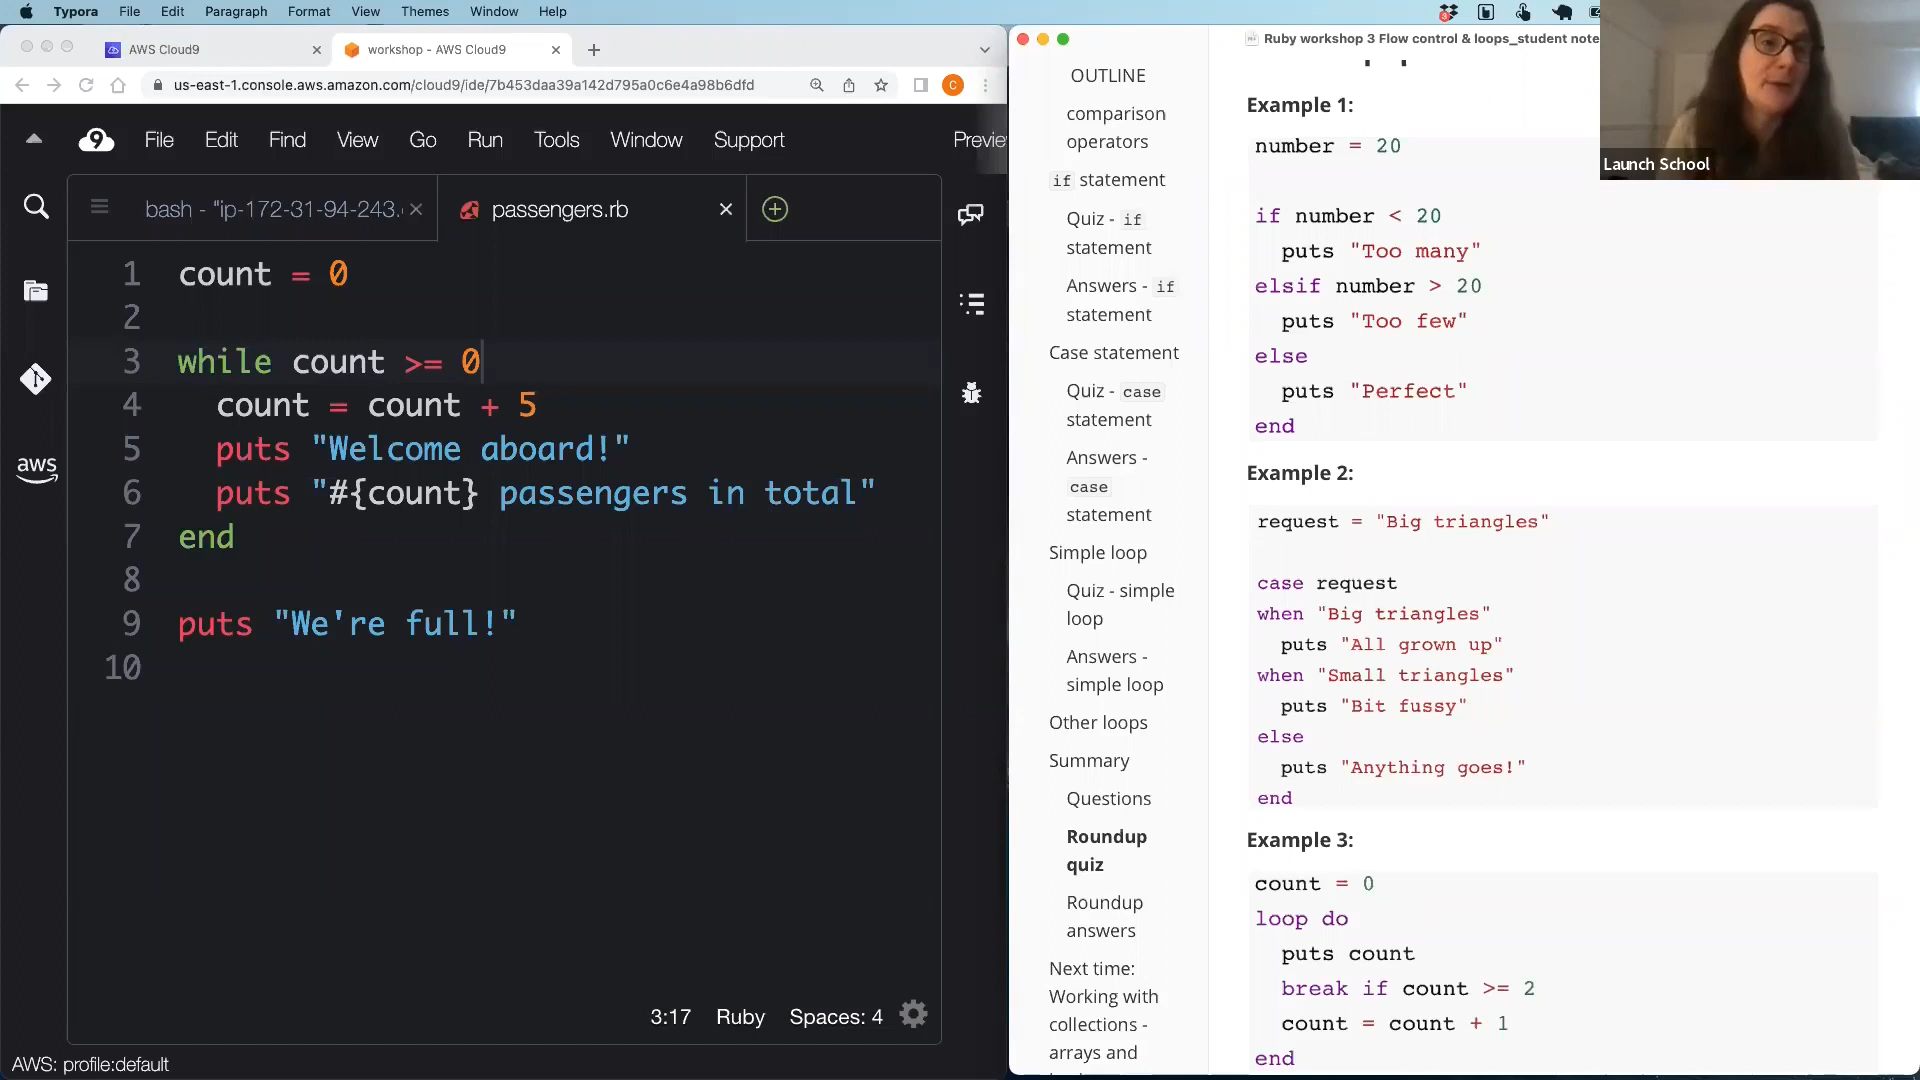 Typora File Edit Paragraph Format View Themes Window Help
3
AWS Cloud9
workshop - AWS Cloud9
us-east-1.console.aws.amazon.com/cloud9/ide/7b453daa39a142d795a0c6e4a98b6dfd
C
9 File Edit Find View Go Run Tools Window Support Previe
bash - "ip-172-31-94-243.
passengers.rb
aws
1 count = 0
2
3 while count >= 0
4 count = count + 5
5 puts "Welcome aboard!"
6 puts "#{count} passengers in total"
7 end
8
9 puts "We're full!"
10
3:17 Ruby Spaces: 4
AWS: profile:default
Ruby workshop 3 Flow control & loops_student note
OUTLINE
comparison
operators
if statement
Quiz - if
statement
Answers - if
statement
Case statement
Quiz - case
statement
Answers -
case
statement
Simple loop
Quiz - simple
loop
Answers -
simple loop
Other loops
Summary
Questions
Roundup
quiz
Roundup
answers
Next time:
Working with
collections -
arrays and
Example 1:
number = 20
if number < 20
puts "Too many"
elsif number > 20
puts "Too few"
else
puts "Perfect"
end
Example 2:
request = "Big triangles"
case request
when "Big triangles"
puts "All grown up"
when "Small triangles"
puts "Bit fussy"
else
puts "Anything goes!"
end
Example 3:
count = 0
loop do
puts count
break if count >= 2
count = count + 1
end
Launch School